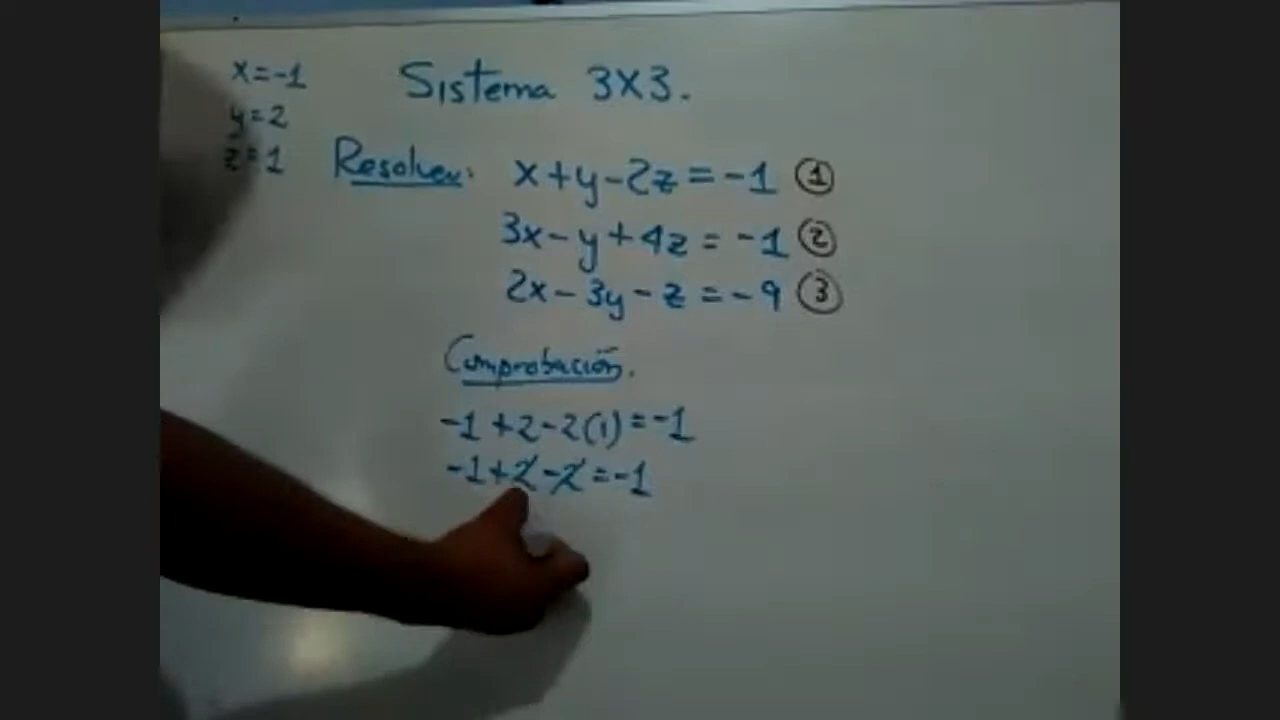 x=-1
y=2
z=1
Sistema 3X3.
Resolver: x+y-2z=-1 ①
3x-y+4z=-1 ②
2x-3y-z=-9 ③
Comprobación.
-1+2-2(1)=-1
-1+2-2=-1